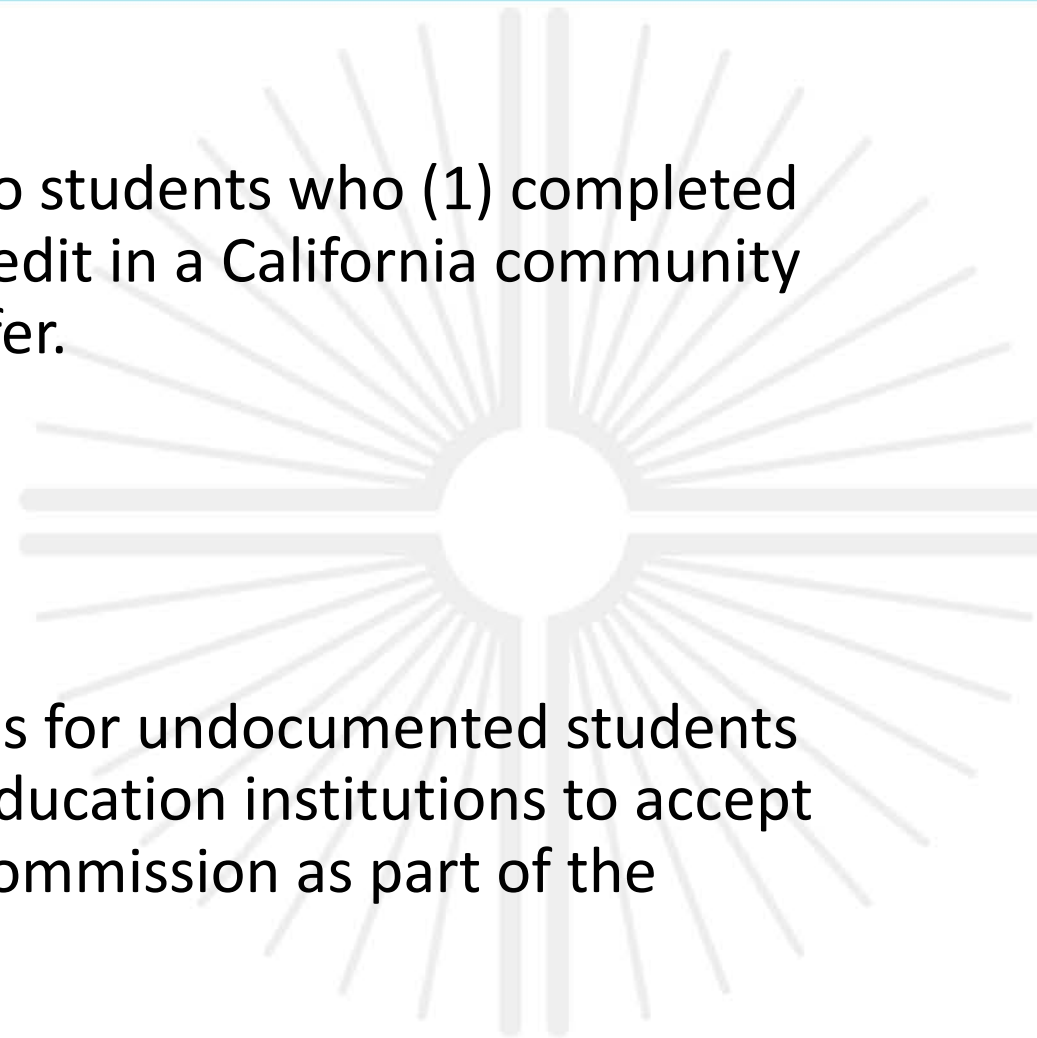 o students who (1) completed
edit in a California community
fer.
s for undocumented students
ducation institutions to accept
ommission as part of the